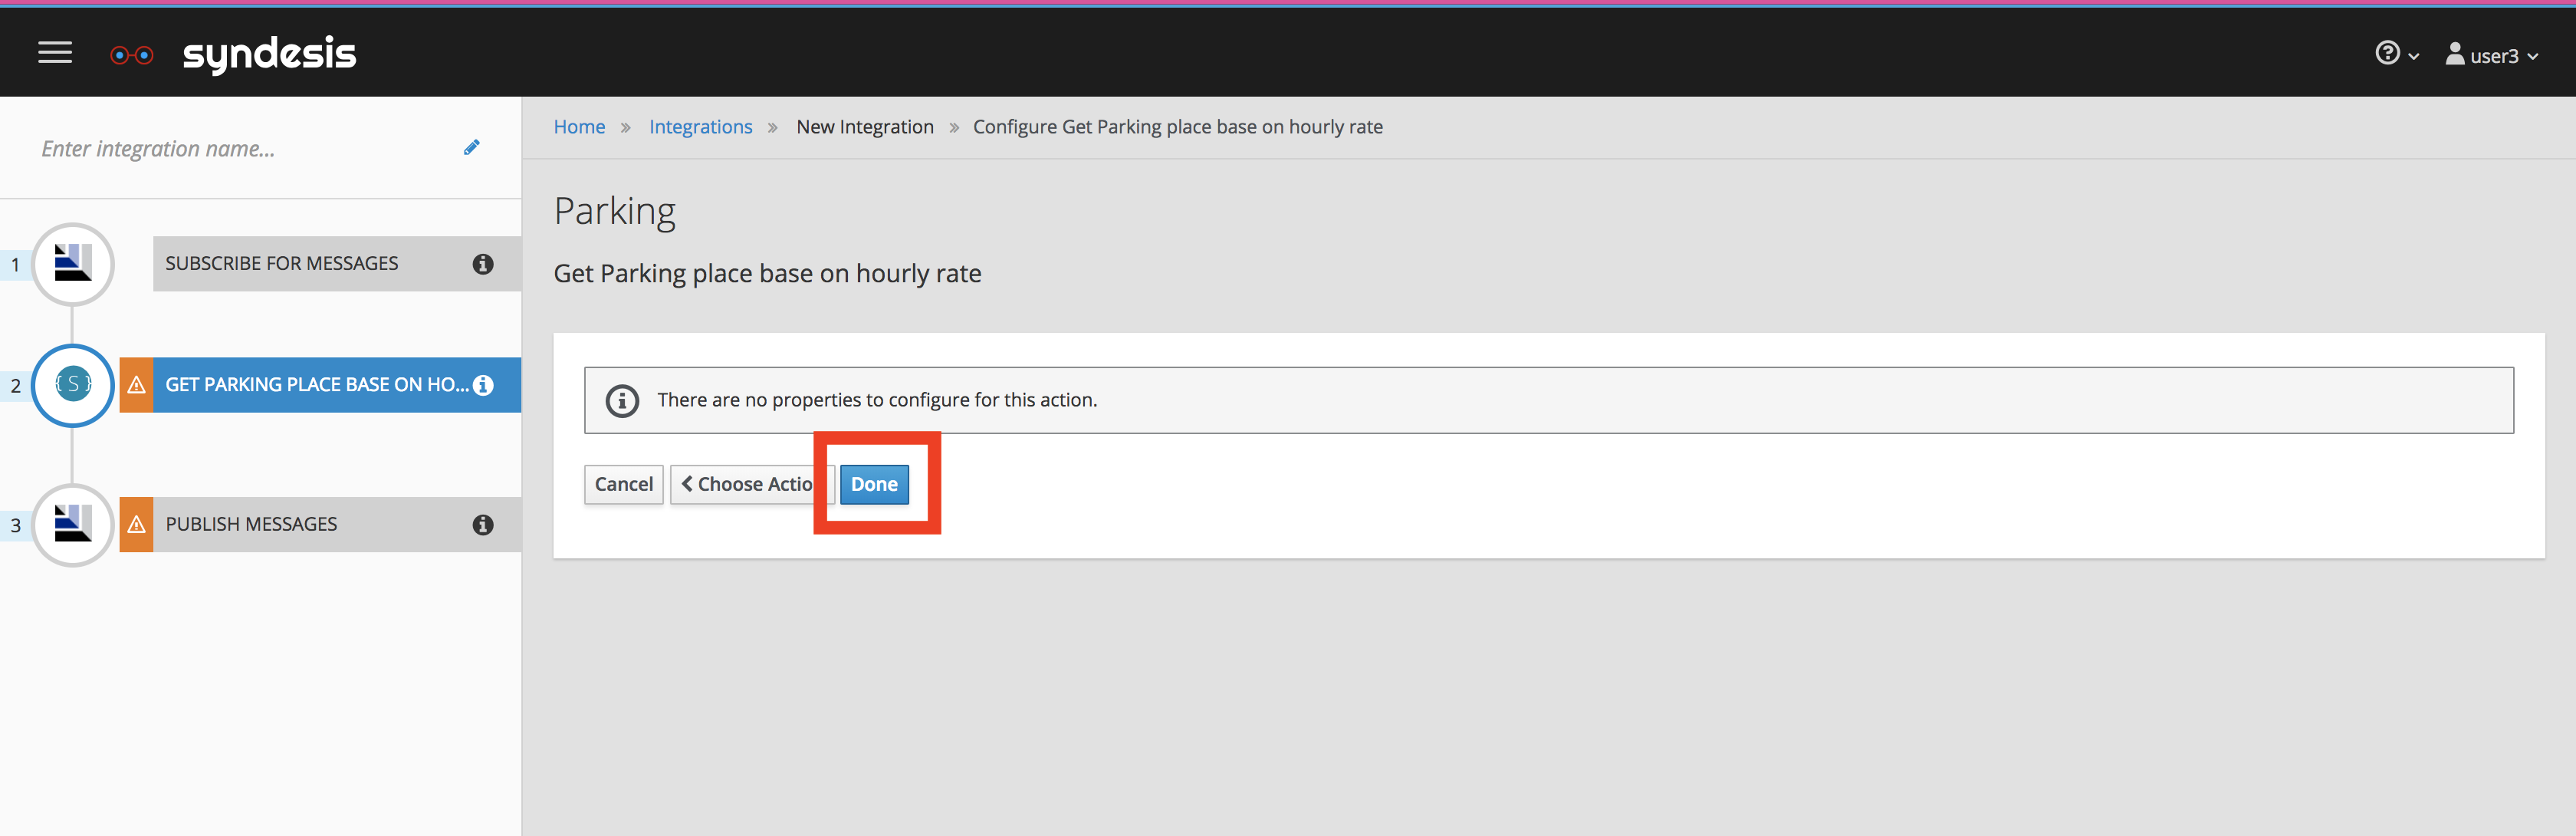 syndesis
user3
Enter integration name...
Home » Integrations » New Integration » Configure Get Parking place base on hourly rate
Parking
Get Parking place base on hourly rate
1
SUBSCRIBE FOR MESSAGES
2
{ S }
GET PARKING PLACE BASE ON HO...
3
PUBLISH MESSAGES
There are no properties to configure for this action.
Cancel
Choose Actio
Done